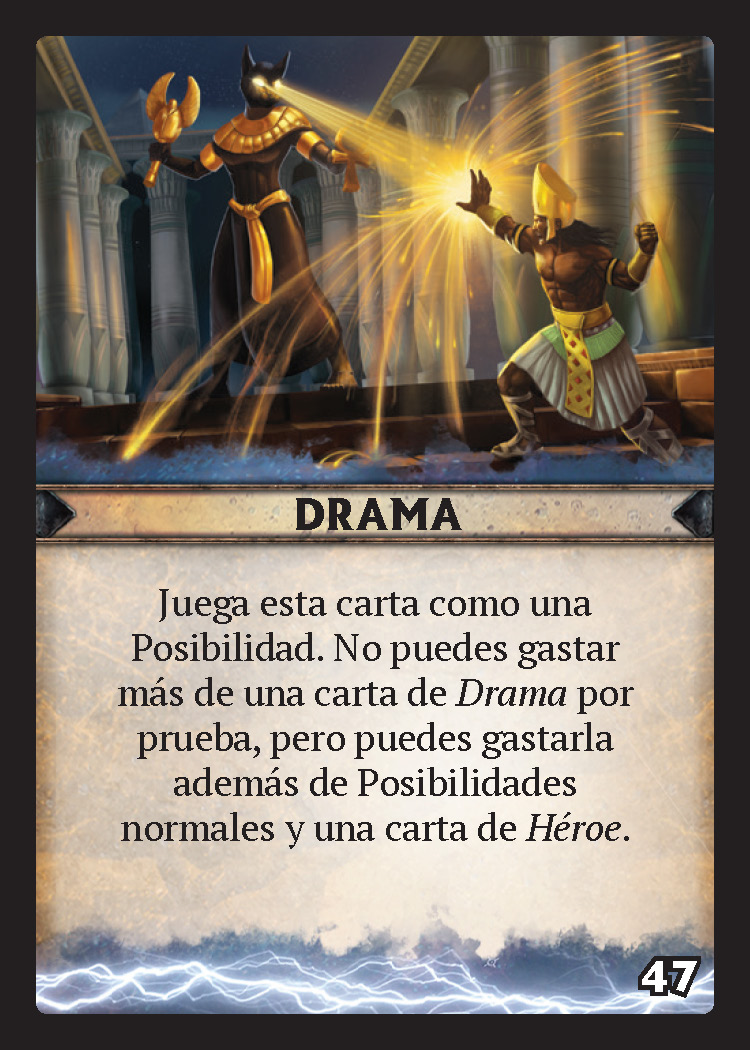 DRAMA
Juega esta carta como una
Posibilidad. No puedes gastar
más de una carta de Drama por
prueba, pero puedes gastarla
además de Posibilidades
normales y una carta de Héroe.
47